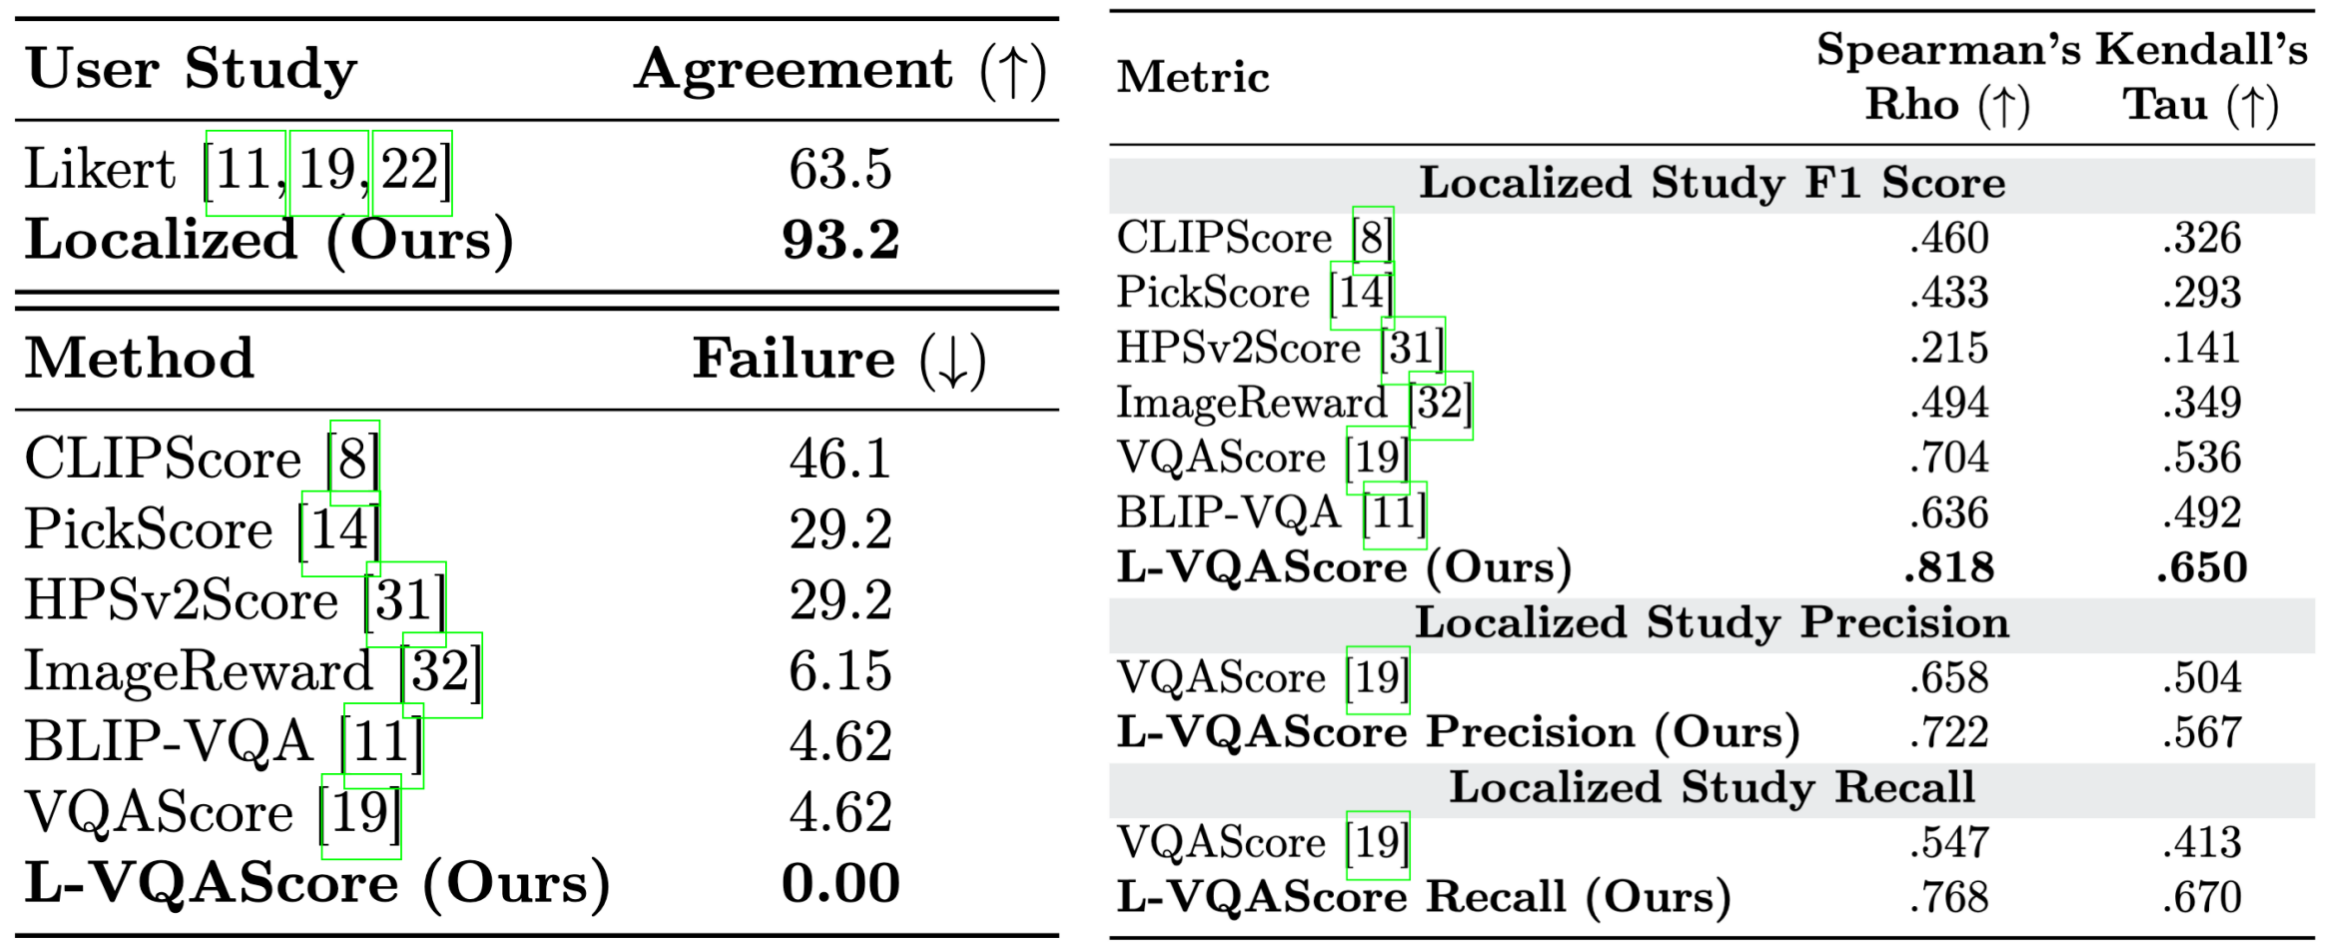 User Study Agreement (↑)
Likert [11, 19, 22] 63.5
Localized (Ours) 93.2
Method Failure (↓)
CLIPScore [8] 46.1
PickScore [14] 29.2
HPSv2Score [31] 29.2
ImageReward [32] 6.15
BLIP-VQA [11] 4.62
VQAScore [19] 4.62
L-VQAScore (Ours) 0.00
Metric Spearman's Rho (↑) Kendall's Tau (↑)
Localized Study F1 Score
CLIPScore [8] .460 .326
PickScore [14] .433 .293
HPSv2Score [31] .215 .141
ImageReward [32] .494 .349
VQAScore [19] .704 .536
BLIP-VQA [11] .636 .492
L-VQAScore (Ours) .818 .650
Localized Study Precision
VQAScore [19] .658 .504
L-VQAScore Precision (Ours) .722 .567
Localized Study Recall
VQAScore [19] .547 .413
L-VQAScore Recall (Ours) .768 .670